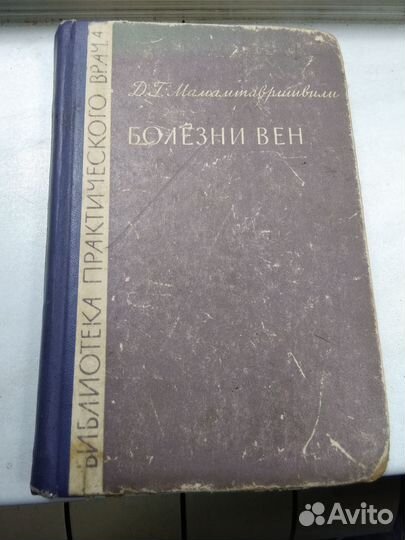 Д. Г. Мамамтавришвили
БОЛЕЗНИ ВЕН
БИБЛИОТЕКА ПРАКТИЧЕСКОГО ВРАЧА
Avito